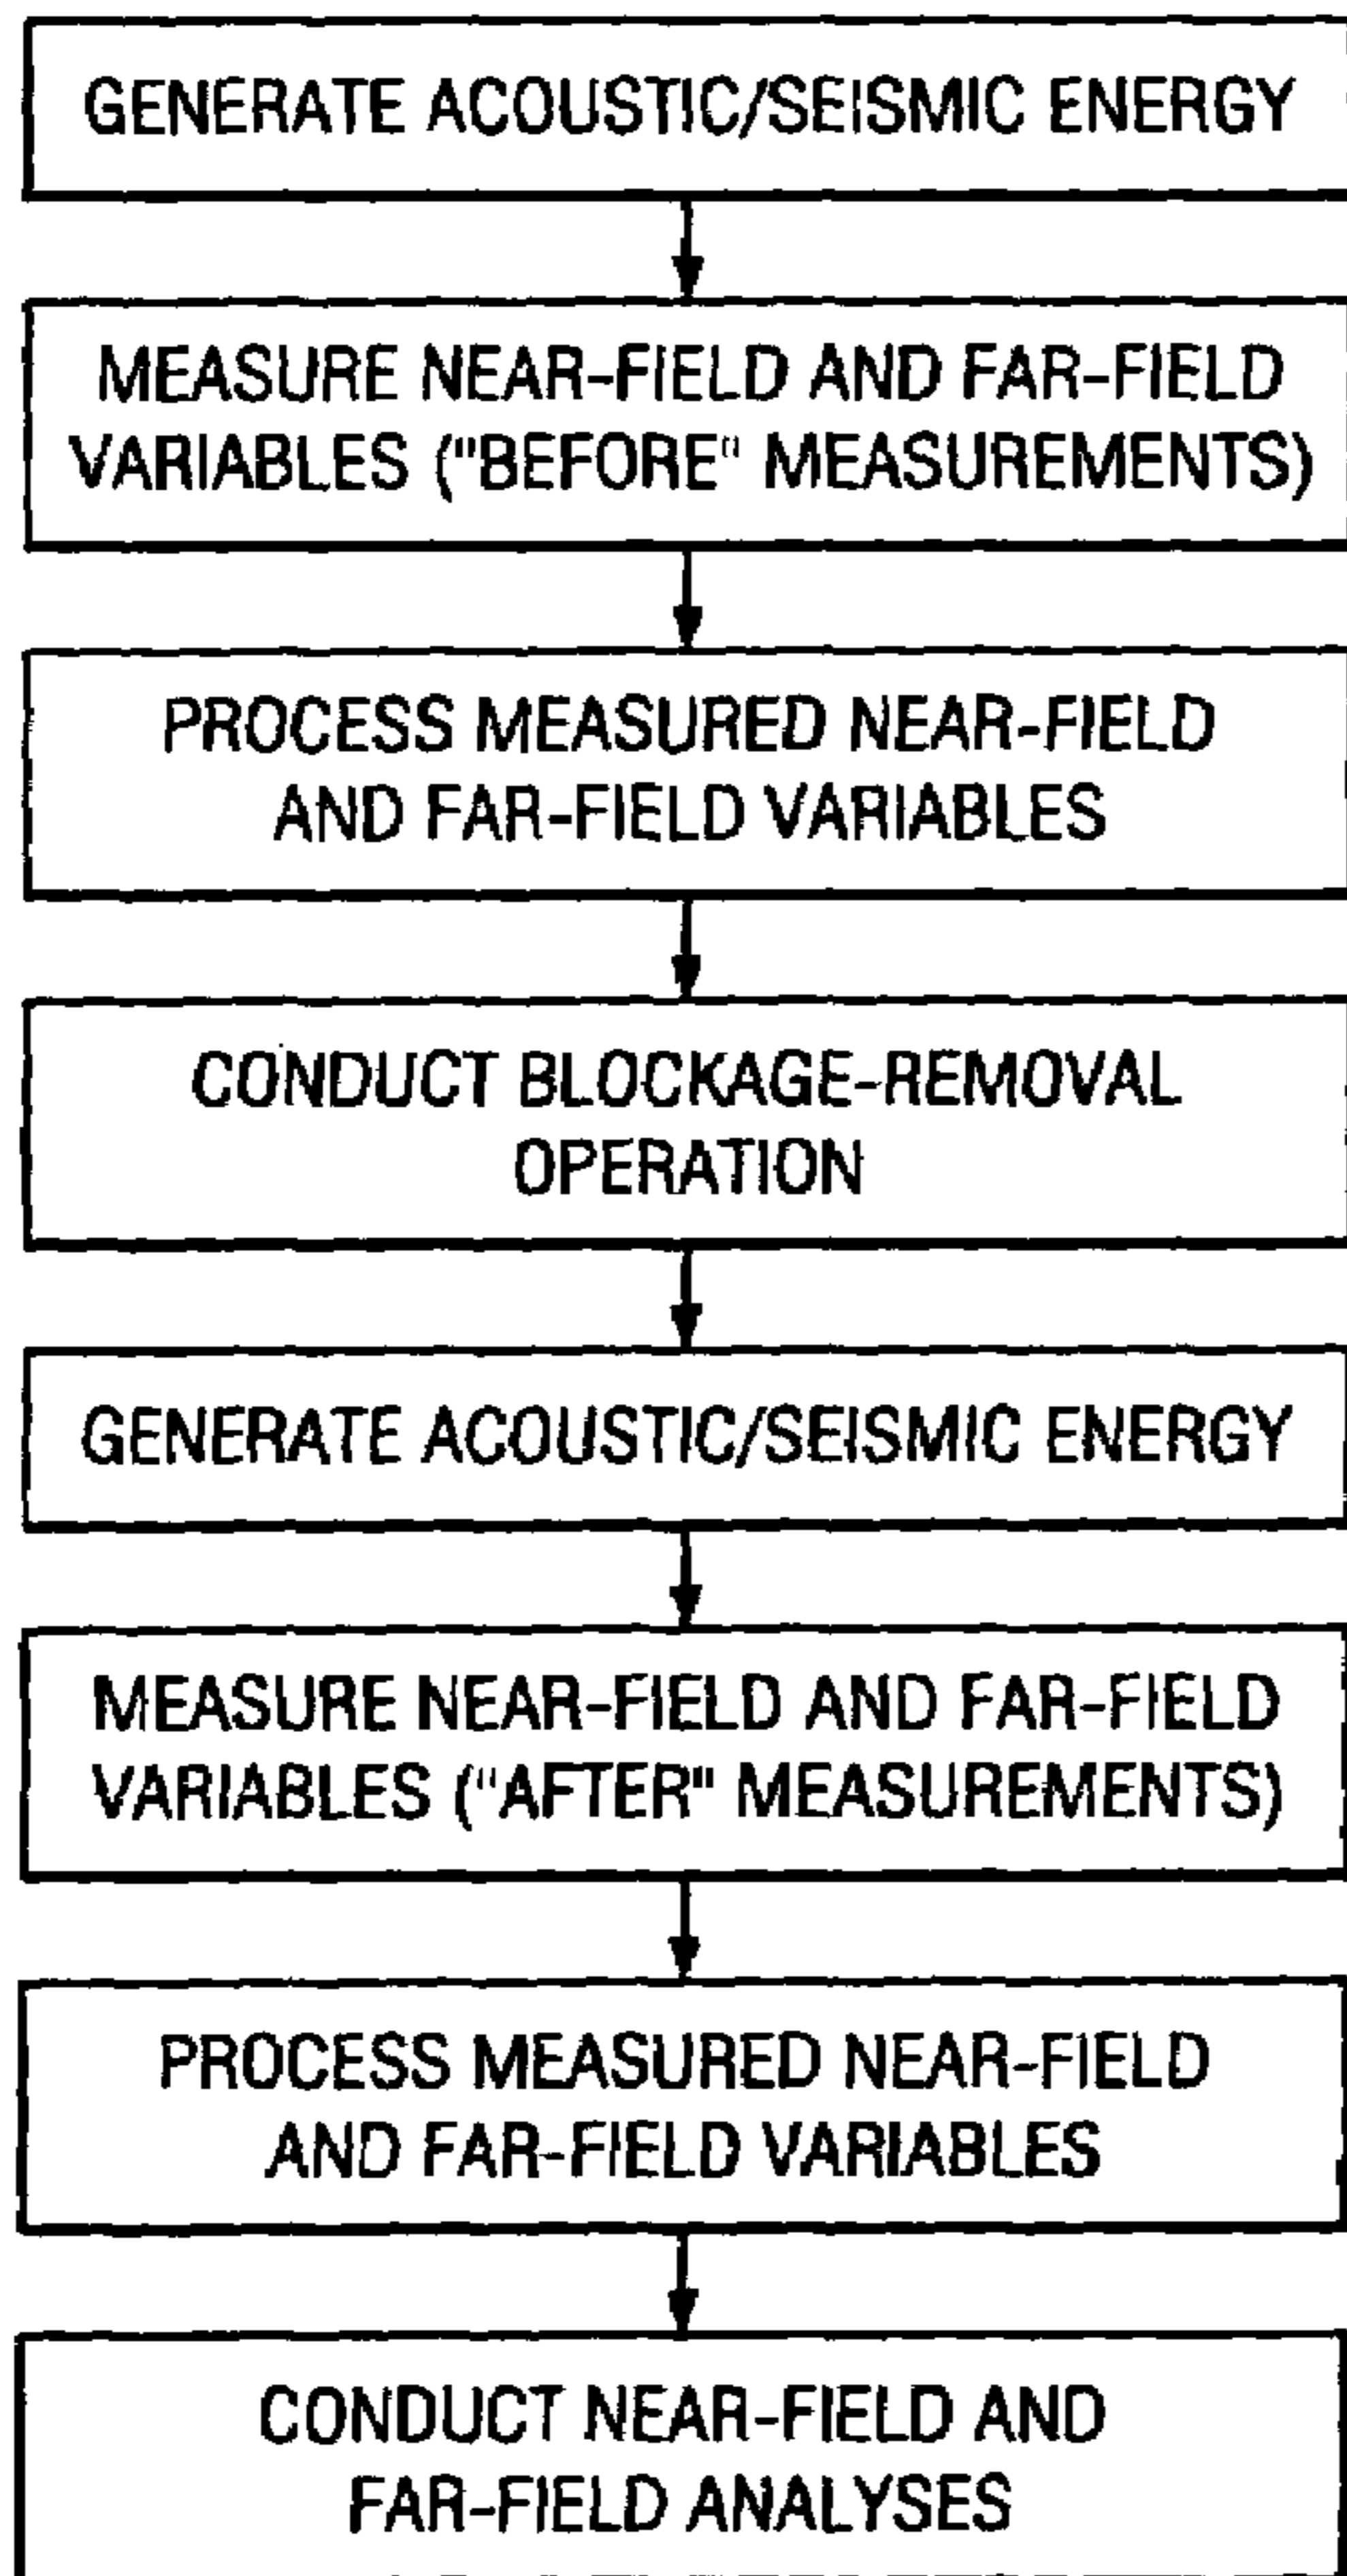 GENERATE ACOUSTIC/SEISMIC ENERGY
MEASURE NEAR-FIELD AND FAR-FIELD
VARIABLES ("BEFORE" MEASUREMENTS)
PROCESS MEASURED NEAR-FIELD
AND FAR-FIELD VARIABLES
CONDUCT BLOCKAGE-REMOVAL
OPERATION
GENERATE ACOUSTIC/SEISMIC ENERGY
MEASURE NEAR-FIELD AND FAR-FIELD
VARIABLES ("AFTER" MEASUREMENTS)
PROCESS MEASURED NEAR-FIELD
AND FAR-FIELD VARIABLES
CONDUCT NEAR-FIELD AND
FAR-FIELD ANALYSES